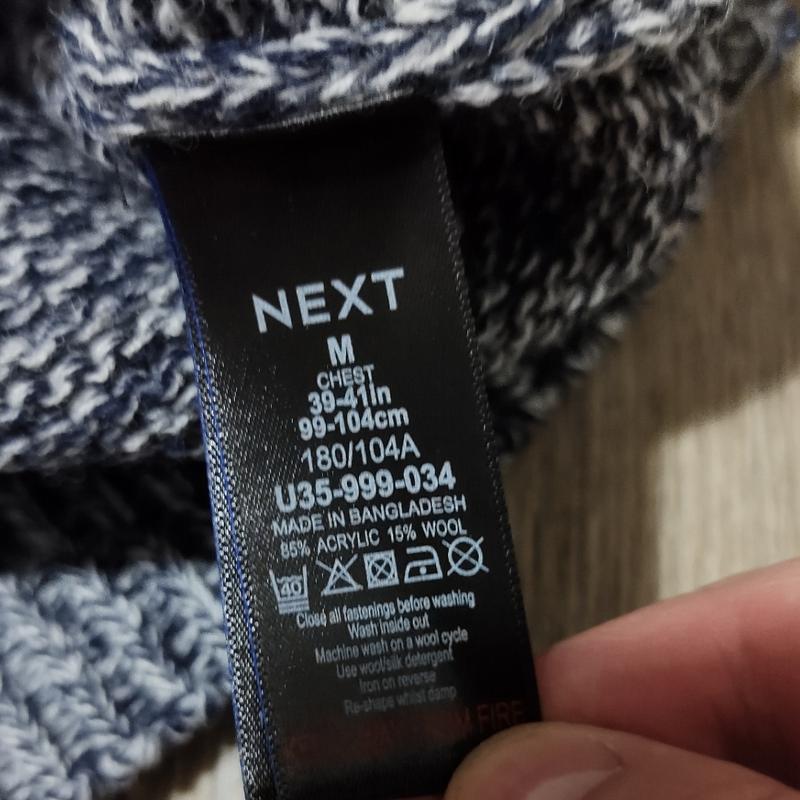 NEXT
M
CHEST
39-41in
99-104cm
180/104A
U35-999-034
MADE IN BANGLADESH
85% ACRYLIC 15% WOOL
40
Close all fastenings before washing
Wash inside out
Machine wash on a wool cycle
Use wool/silk detergent
Iron on reverse
Re-shape whilst damp
FIRE